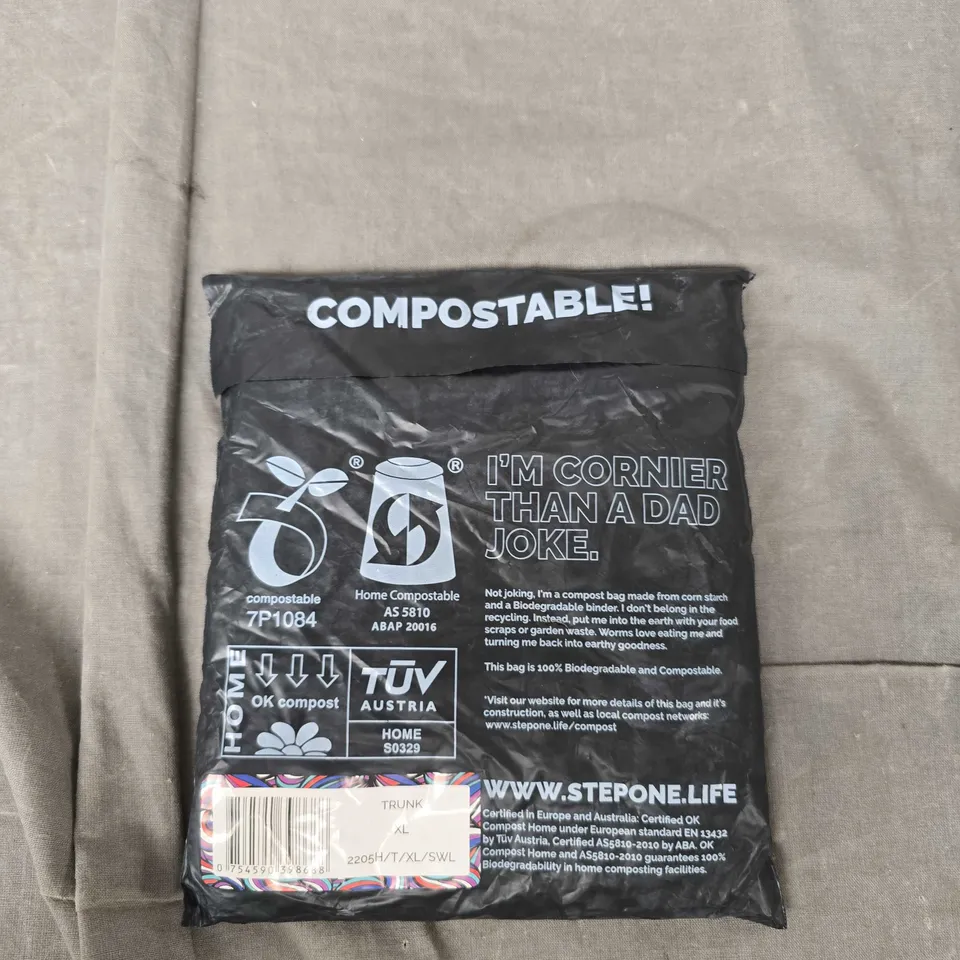 COMPOSTABLE!
®
®
compostable
7P1084
Home Compostable
AS 5810
ABAP 20016
I'M CORNIER
THAN A DAD
JOKE.
Not joking, I'm a compost bag made from corn starch
and a Biodegradable binder. I don't belong in the
recycling. Instead, put me into the earth with your food
scraps or garden waste. Worms love eating me and
turning me back into earthy goodness.
This bag is 100% Biodegradable and Compostable.
*Visit our website for more details of this bag and it's
construction, as well as local compost networks:
www.stepone.life/compost
HOME
OK compost
TÜV
AUSTRIA
HOME
S0329
WWW.STEPONE.LIFE
Certified in Europe and Australia: Certified OK
Compost Home under European standard EN 13432
by Tüv Austria, Certified AS5810-2010 by ABA. OK
Compost Home and AS5810-2010 guarantees 100%
Biodegradability in home composting facilities.
TRUNK
XL
2205H/T/XL/SWL